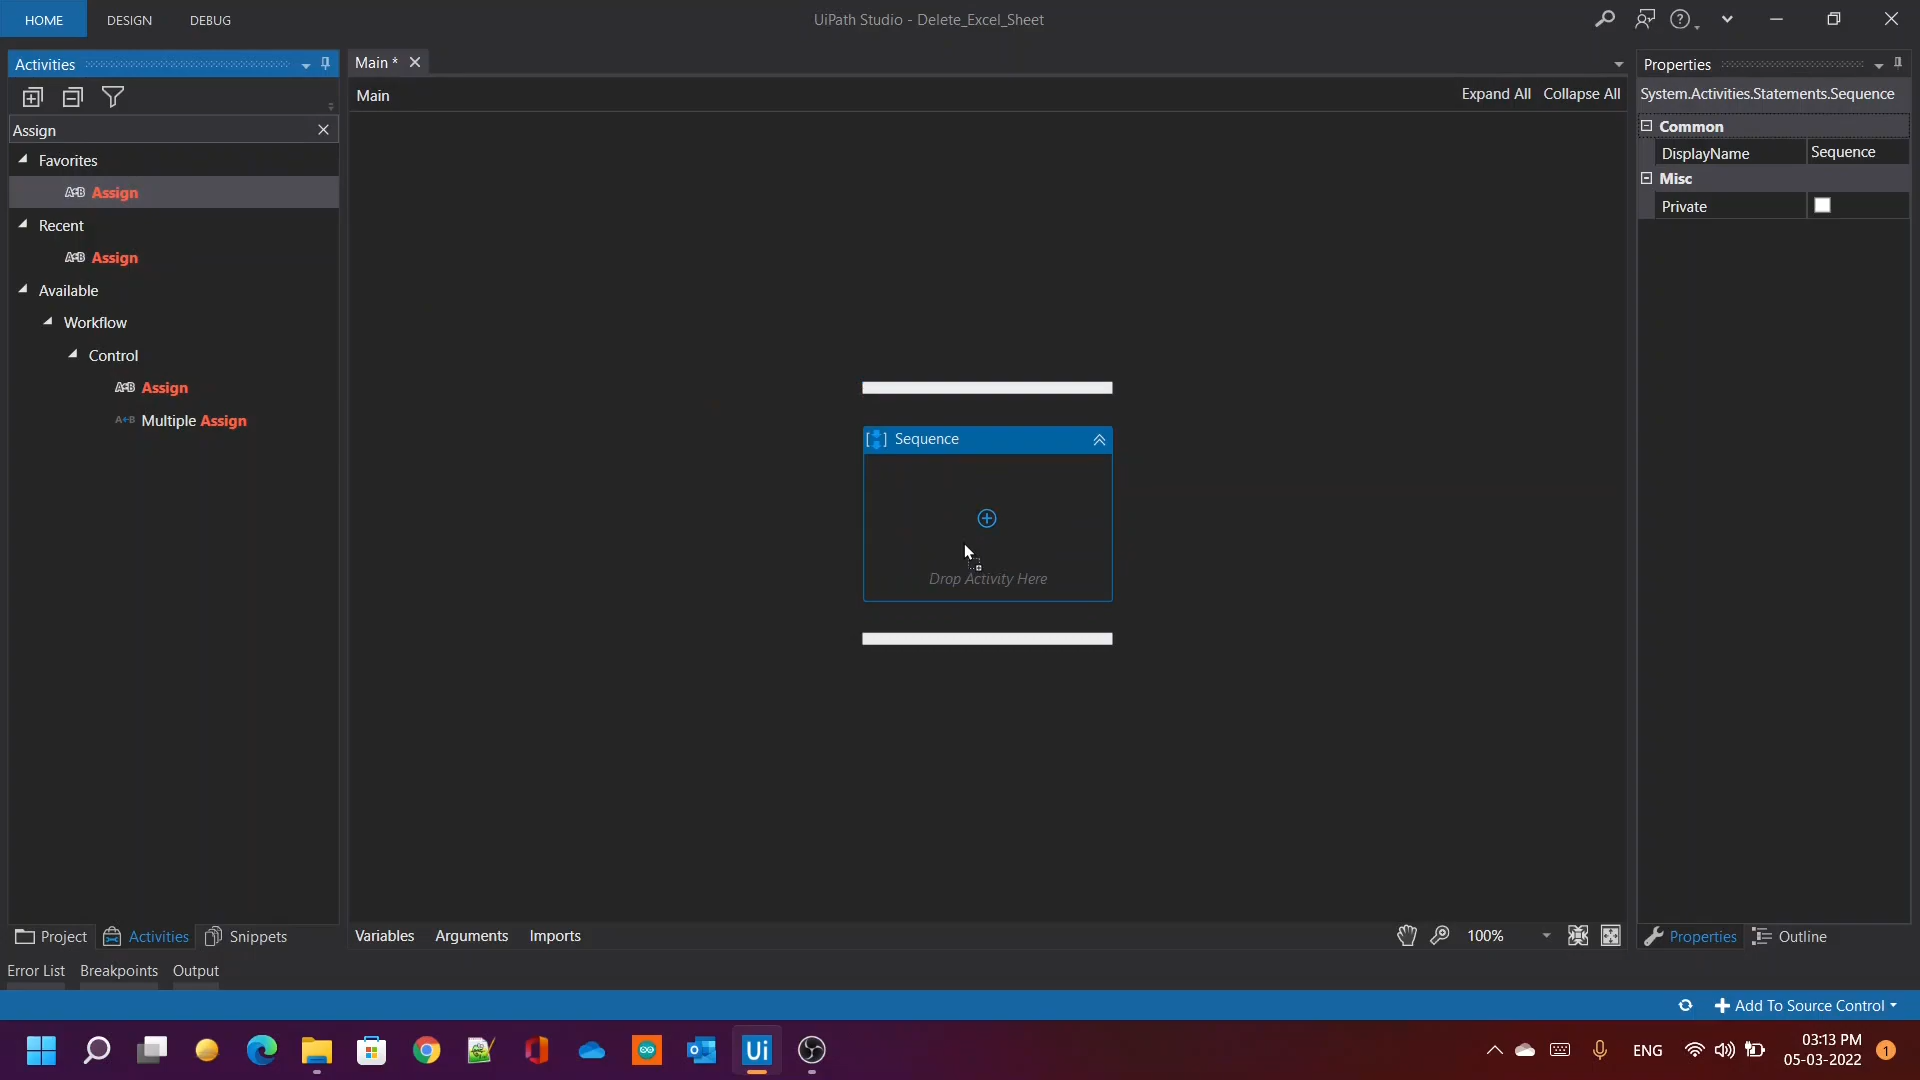 HOME DESIGN DEBUG
UiPath Studio - Delete_Excel_Sheet
Activities
Assign
Favorites
Assign
Recent
Assign
Available
Workflow
Control
Assign
Multiple Assign
Main *
Main
Expand All Collapse All
[ ] Sequence
Drop Activity Here
Properties
System.Activities.Statements.Sequence
Common
DisplayName Sequence
Misc
Private
Project Activities Snippets
Variables Arguments Imports
100%
Properties Outline
Error List Breakpoints Output
Add To Source Control
Ui
ENG
03:13 PM
05-03-2022
1